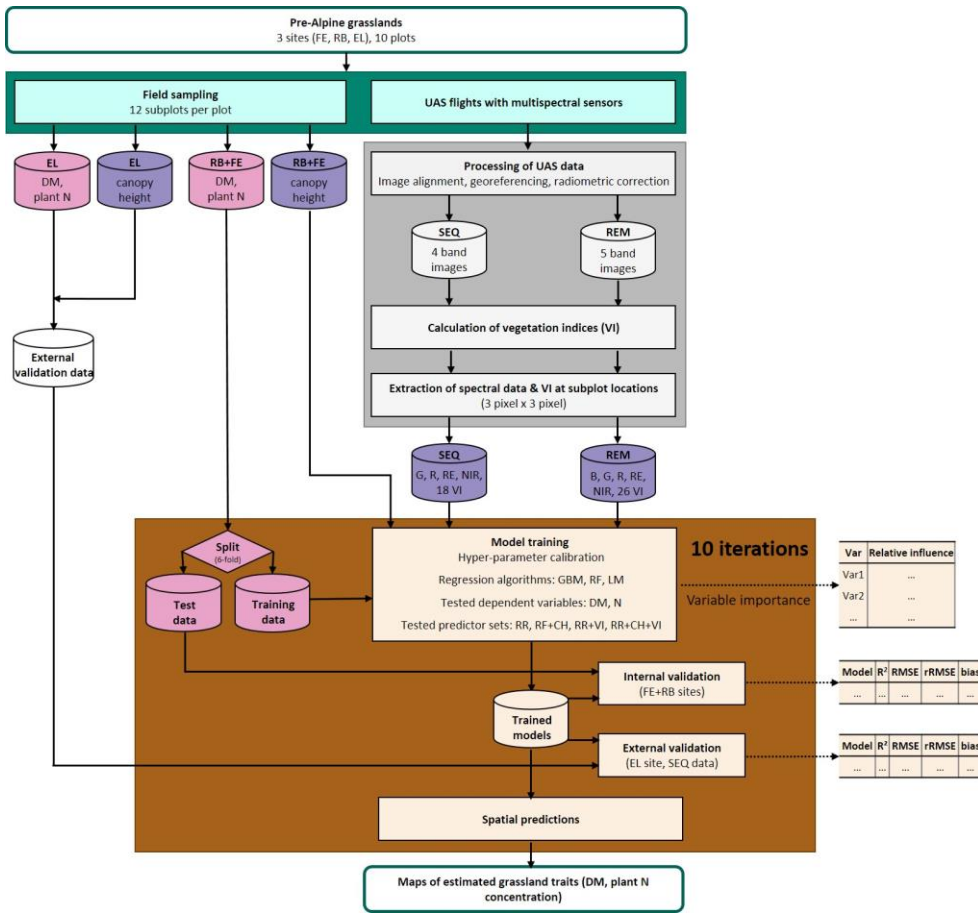 Pre-Alpine grasslands
3 sites (FE, RB, EL), 10 plots
Field sampling
12 subplots per plot
UAS flights with multispectral sensors
EL
DM,
plant N
EL
canopy
height
RB+FE
DM,
plant N
RB+FE
canopy
height
Processing of UAS data
Image alignment, georeferencing, radiometric correction
SEQ
4 band
images
REM
5 band
images
Calculation of vegetation indices (VI)
External
validation data
Extraction of spectral data & VI at subplot locations
(3 pixel x 3 pixel)
SEQ
G, R, RE, NIR,
18 VI
REM
B, G, R, RE,
NIR, 26 VI
Split
(6-fold)
Test
data
Training
data
Model training
Hyper-parameter calibration
Regression algorithms: GBM, RF, LM
Tested dependent variables: DM, N
Tested predictor sets: RR, RF+CH, RR+VI, RR+CH+VI
10 iterations
Variable importance
Var Relative influence
Var1 ...
Var2 ...
... ...
Internal validation
(FE+RB sites)
Model R² RMSE rRMSE bias
... ... ... ... ...
Trained
models
External validation
(EL site, SEQ data)
Model R² RMSE rRMSE bias
... ... ... ... ...
Spatial predictions
Maps of estimated grassland traits (DM, plant N
concentration)